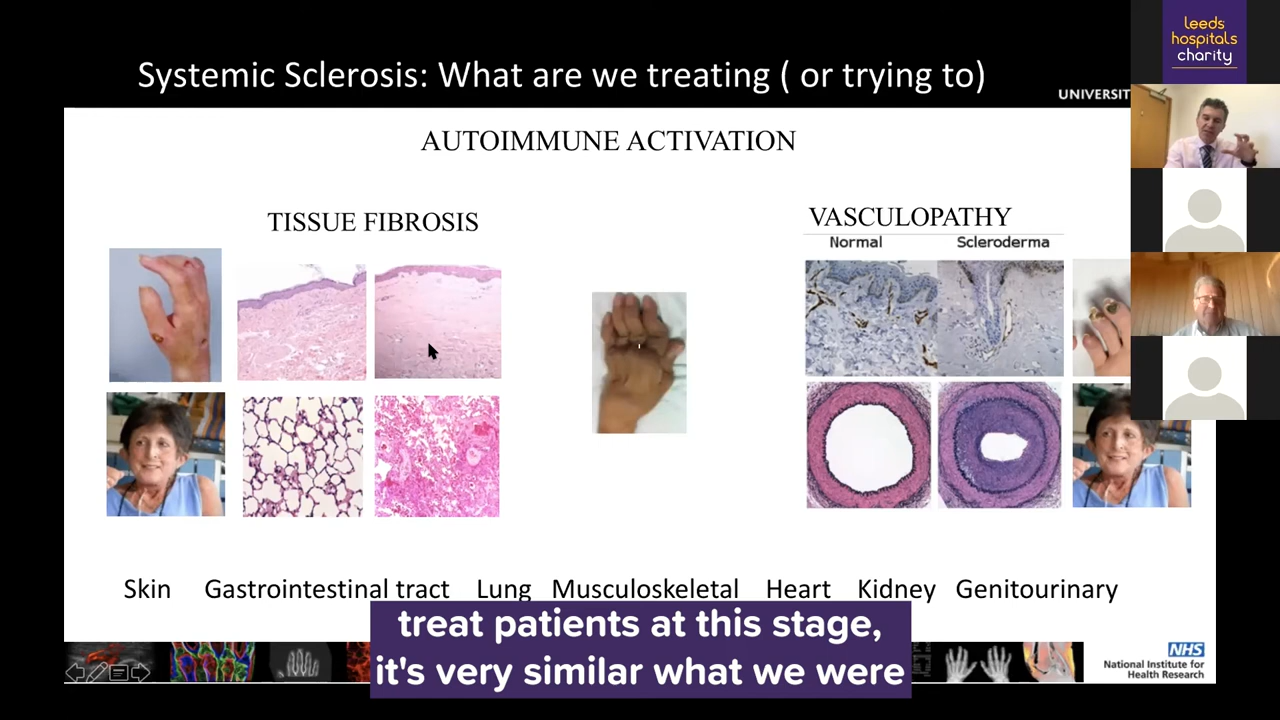 leeds
hospitals
charity
Systemic Sclerosis: What are we treating ( or trying to)
UNIVERSIT
AUTOIMMUNE ACTIVATION
TISSUE FIBROSIS
VASCULOPATHY
Normal
Scleroderma
Skin Gastrointestinal tract Lung Musculoskeletal Heart Kidney Genitourinary
treat patients at this stage,
it's very similar what we were
NHS
National Institute for
Health Research